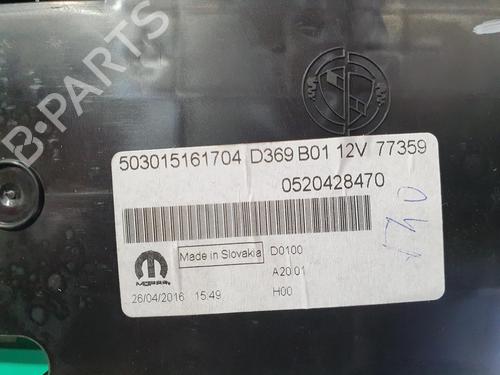 B-PARTS
503015161704 D369 B01 12V 77359
0520428470
Made in Slovakia
D0100
A20.01
MOPAR
26/04/2016 15:49
H00